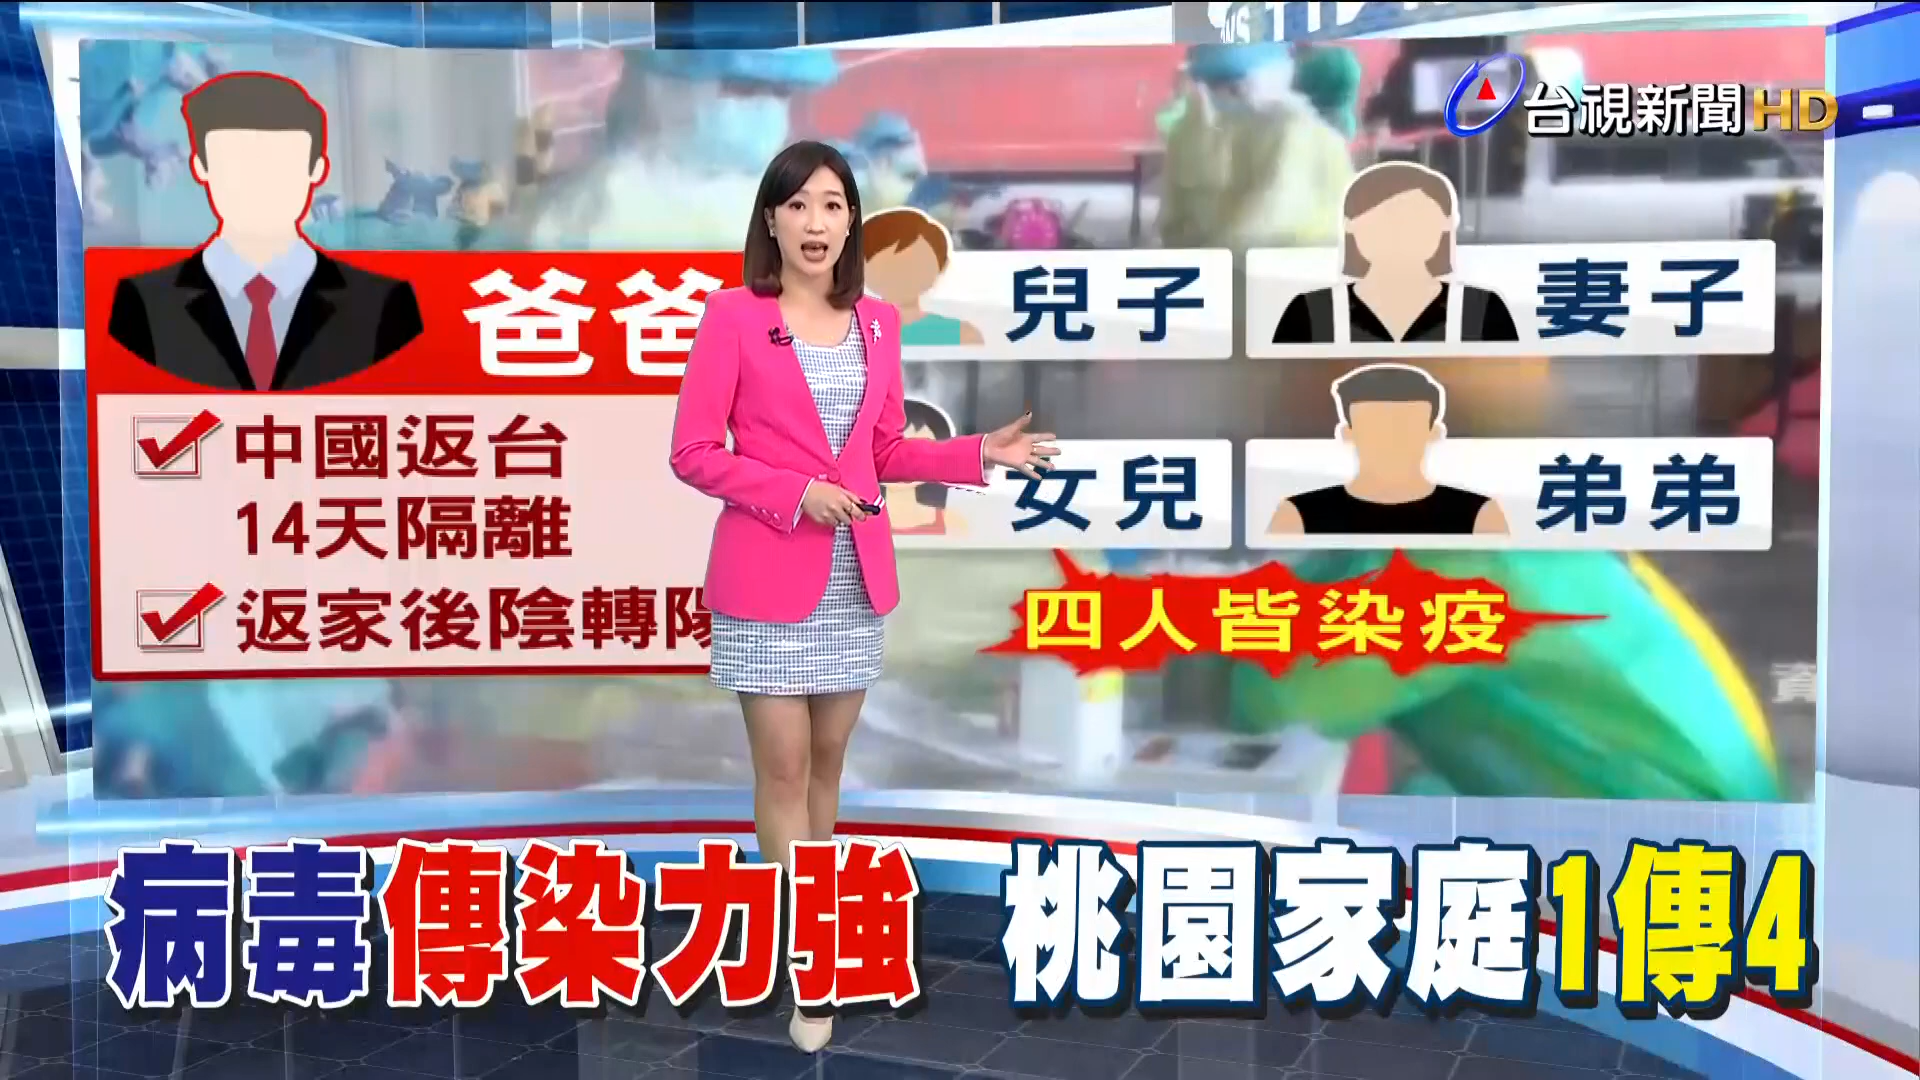 台視新聞HD
爸爸
中國返台
14天隔離
返家後陰轉陽
兒子
妻子
女兒
弟弟
四人皆染疫
資
病毒傳染力強 桃園家庭1傳4